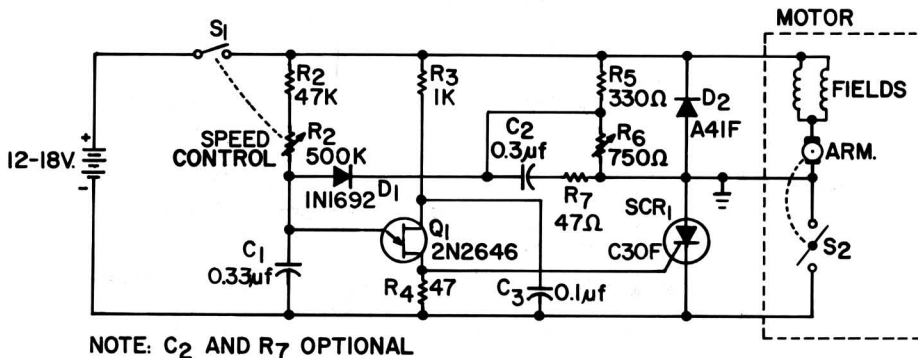 MOTOR
S1
R2
47K
R3
1K
R5
330Ω
D2
A41F
FIELDS
12-18V.
+
-
SPEED
CONTROL
R2
500K
C2
0.3µf
R6
750Ω
ARM.
1N1692
D1
R7
47Ω
SCR1
C30F
S2
Q1
2N2646
C1
0.33µf
R4
47
C3
0.1µf
NOTE: C2 AND R7 OPTIONAL